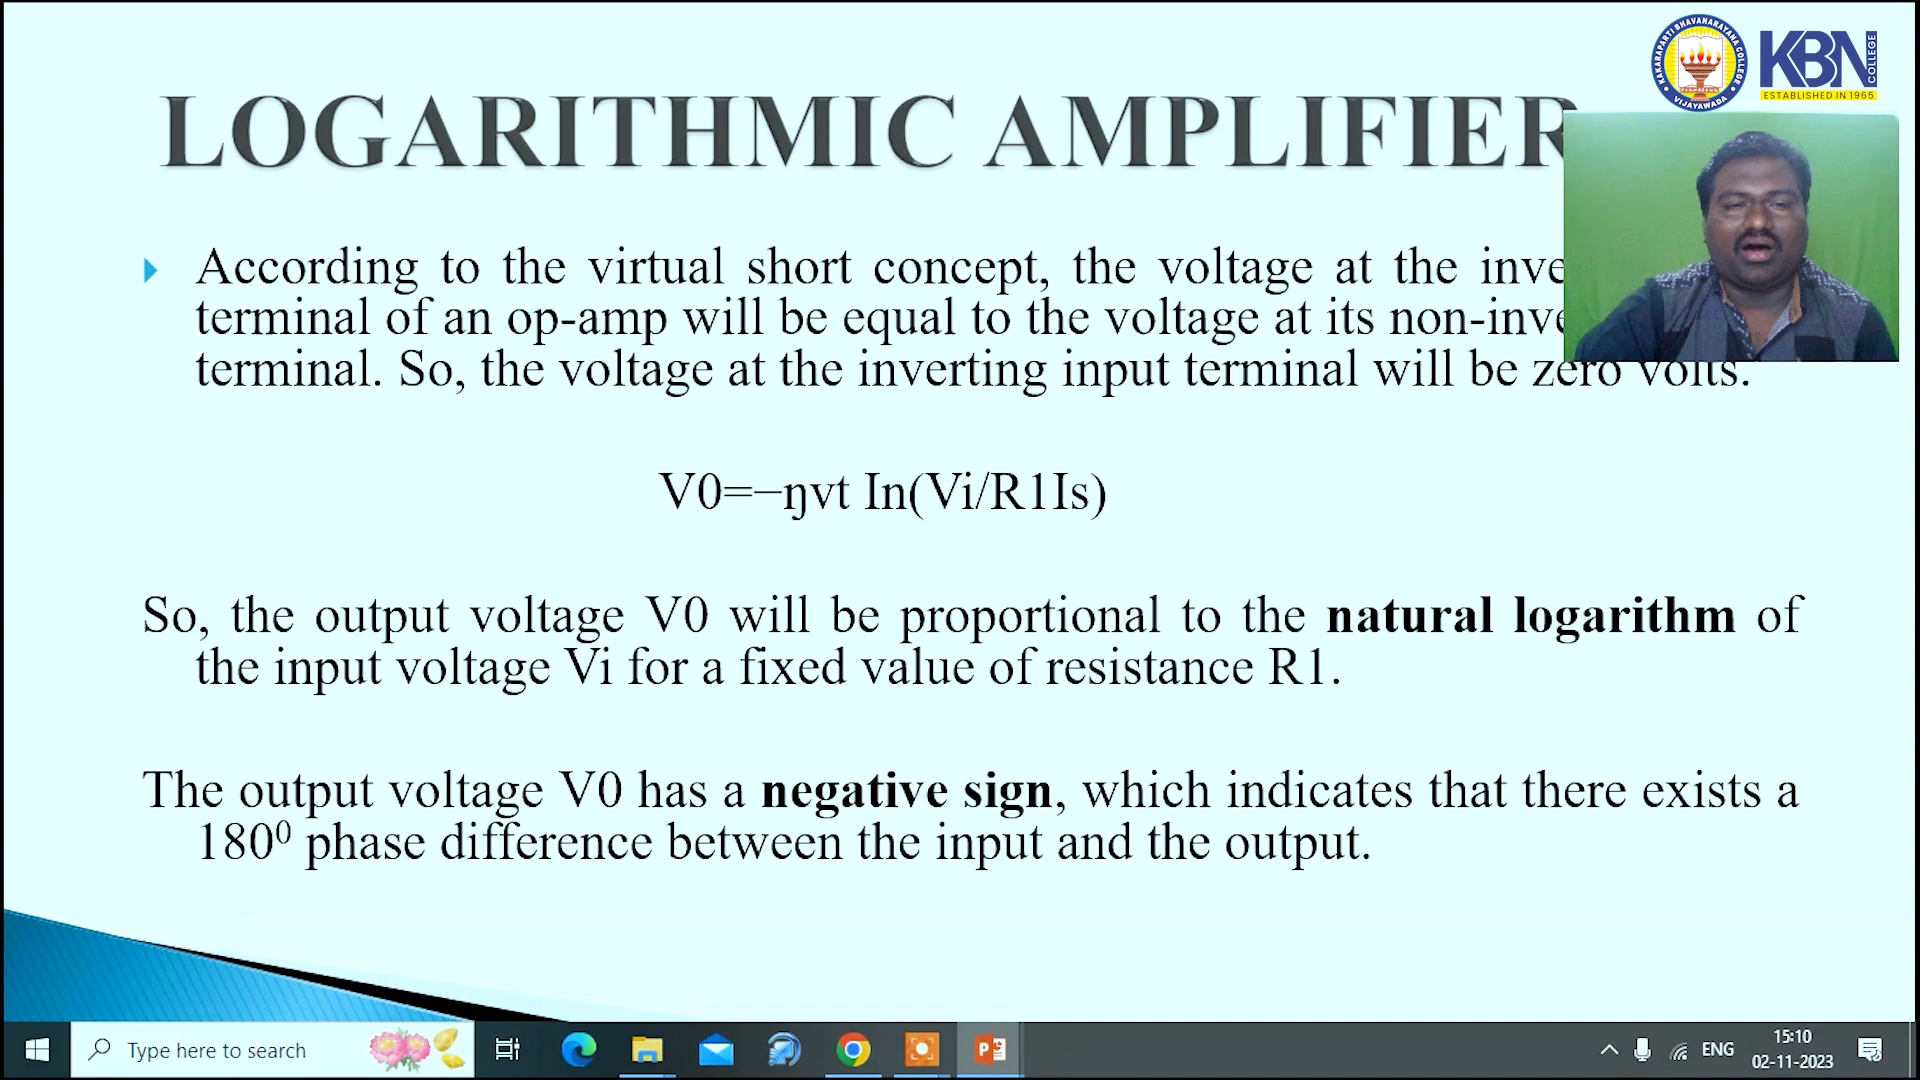 KAKARAPARTI BHAVANARAYANA COLLEGE
VIJAYAWADA
KBN
COLLEGE
ESTABLISHED IN 1965
LOGARITHMIC AMPLIFIER
According to the virtual short concept, the voltage at the inve
terminal of an op-amp will be equal to the voltage at its non-inve
terminal. So, the voltage at the inverting input terminal will be zero volts.
V0=−ŋvt In(Vi/R1Is)
So, the output voltage V0 will be proportional to the natural logarithm of
the input voltage Vi for a fixed value of resistance R1.
The output voltage V0 has a negative sign, which indicates that there exists a
180⁰ phase difference between the input and the output.
Type here to search
ENG
15:10
02-11-2023